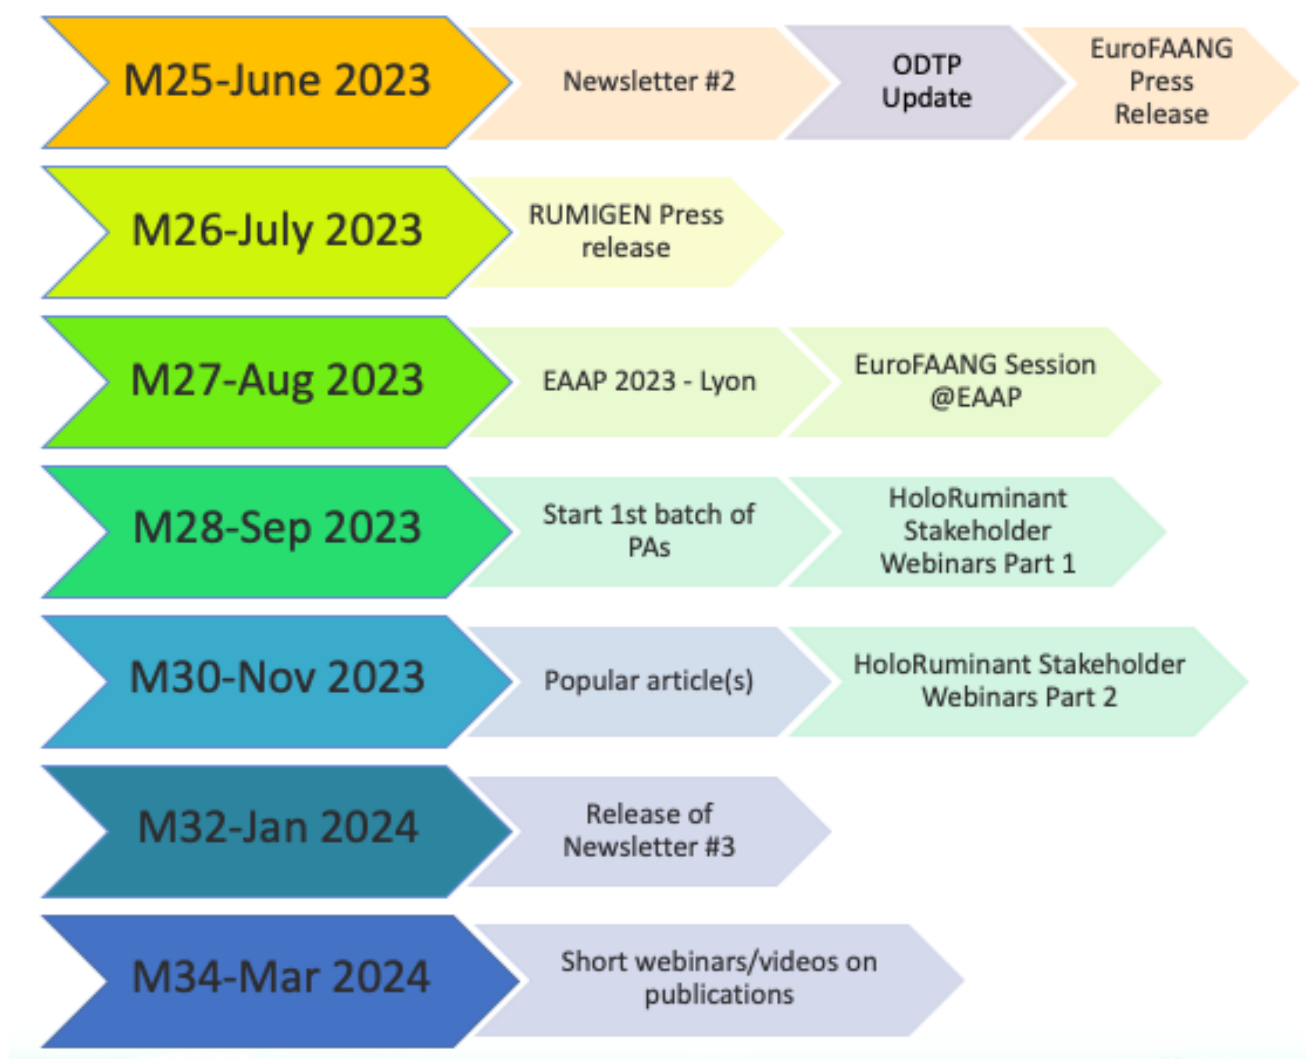 M25-June 2023
Newsletter #2
ODTP
Update
EuroFAANG
Press
Release
M26-July 2023
RUMIGEN Press
release
M27-Aug 2023
EAAP 2023 - Lyon
EuroFAANG Session
@EAAP
M28-Sep 2023
Start 1st batch of
PAs
HoloRuminant
Stakeholder
Webinars Part 1
M30-Nov 2023
Popular article(s)
HoloRuminant Stakeholder
Webinars Part 2
M32-Jan 2024
Release of
Newsletter #3
M34-Mar 2024
Short webinars/videos on
publications